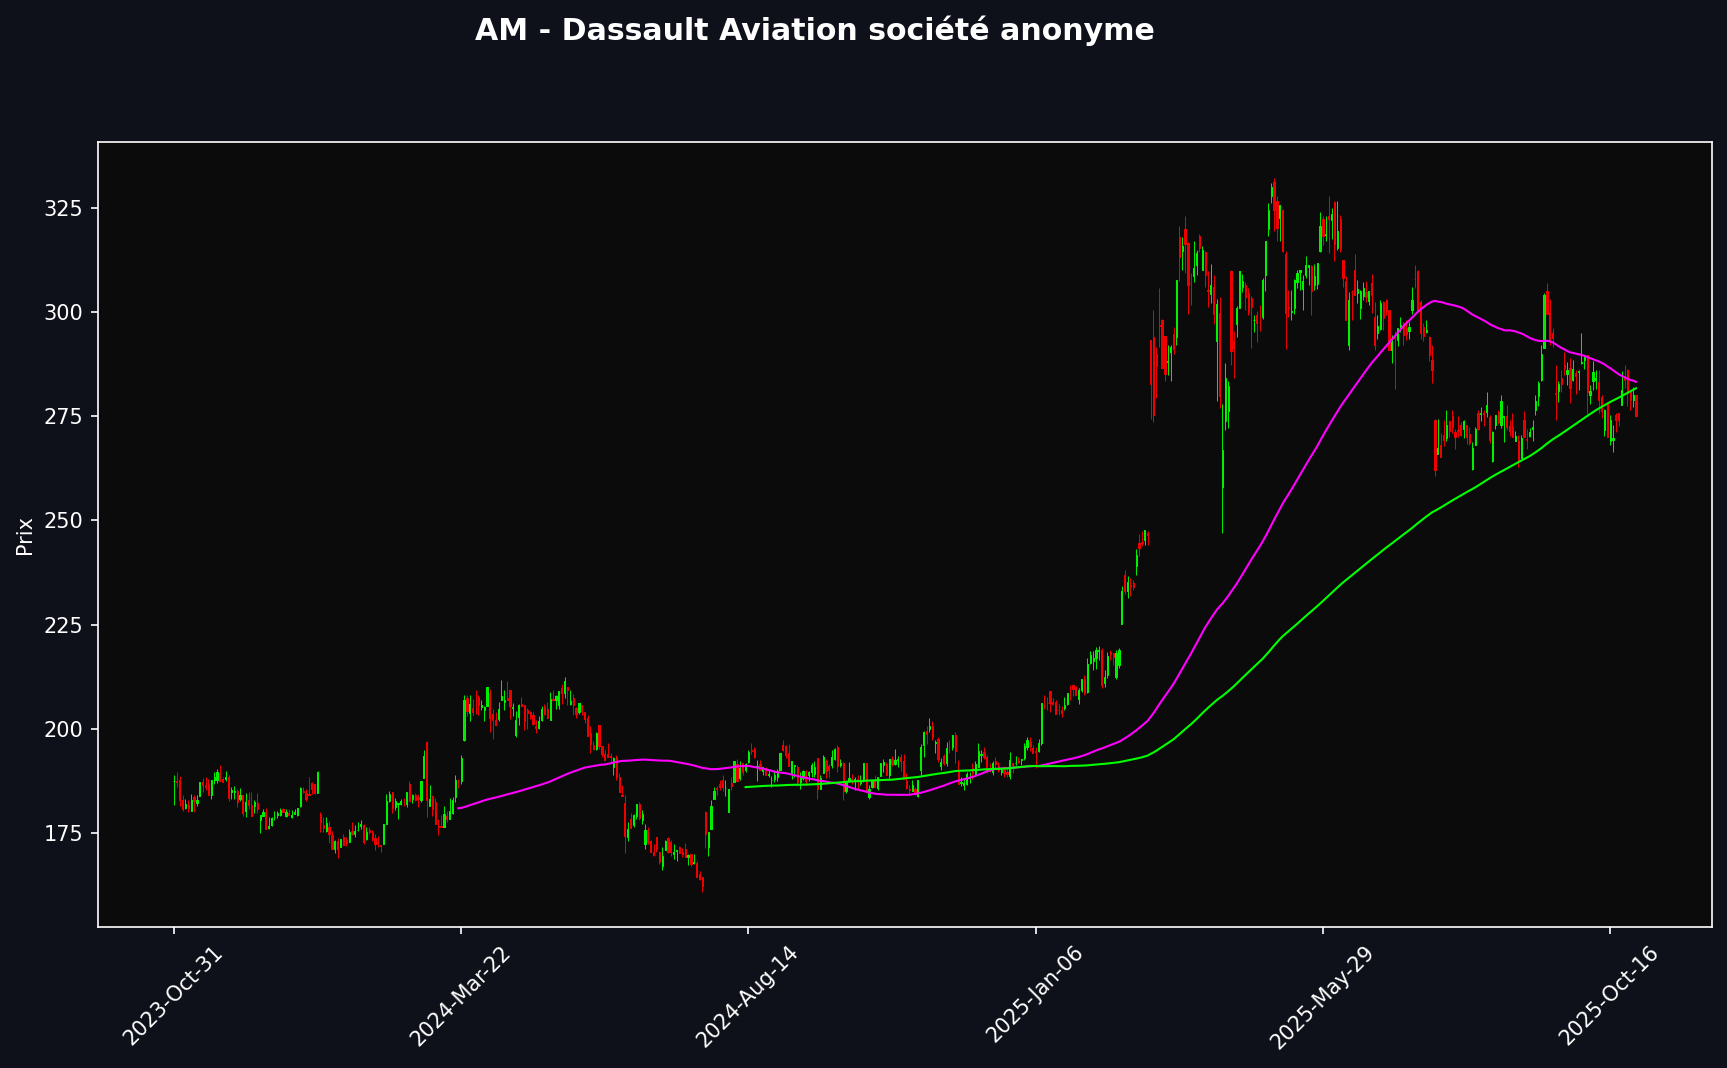 AM - Dassault Aviation société anonyme
Prix
325
300
275
250
225
200
175
2023-Oct-31
2024-Mar-22
2024-Aug-14
2025-Jan-06
2025-May-29
2025-Oct-16